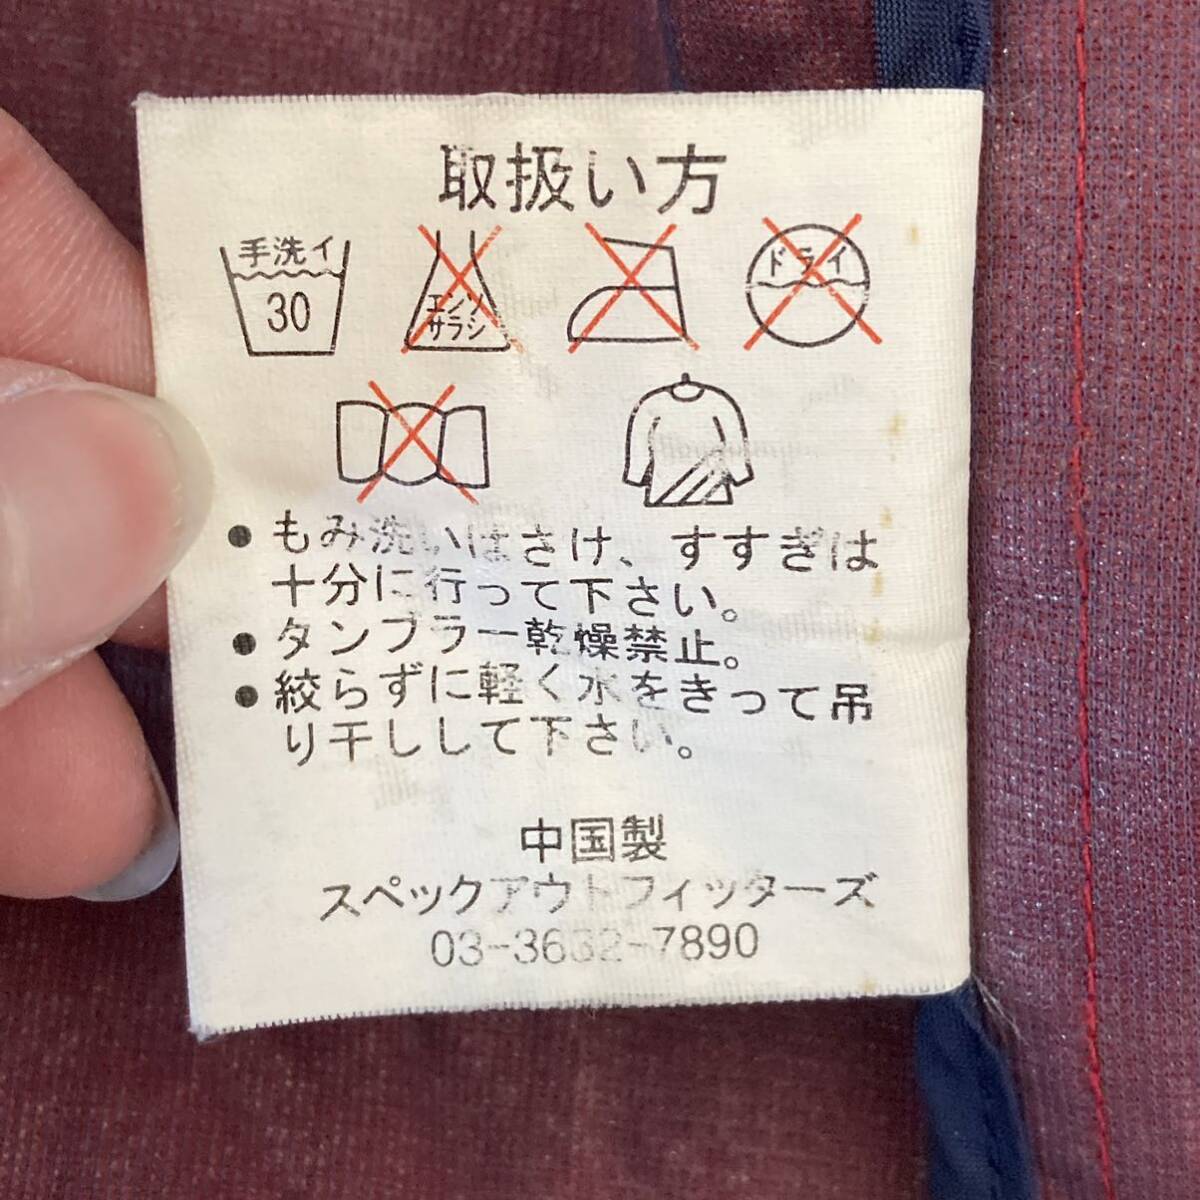 取扱い方
手洗イ
30
エンソ
サラシ
ドライ
● もみ洗いはさけ、すすぎは
十分に行って下さい。
● タンブラー乾燥禁止。
● 絞らずに軽く水をきって吊
り干しして下さい。
中国製
スペックアウトフィッターズ
03-3632-7890